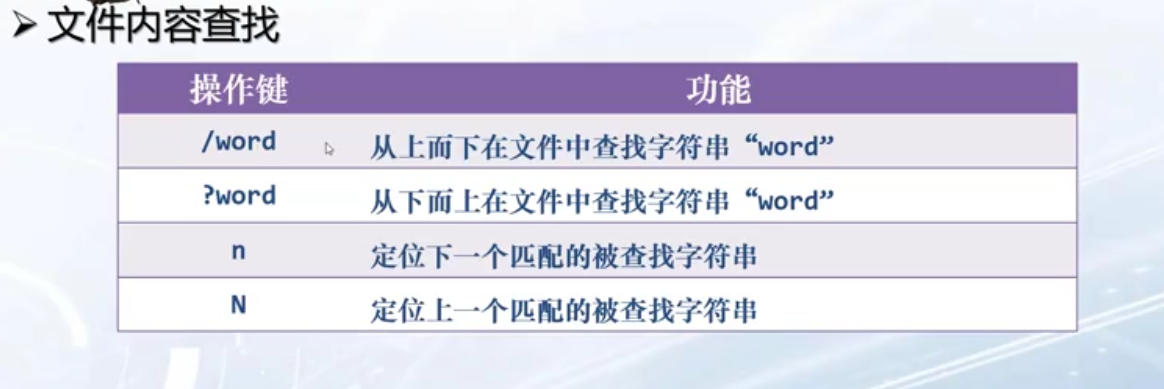 ➢ 文件内容查找
操作键 功能
/word 从上而下在文件中查找字符串“word”
?word 从下而上在文件中查找字符串“word”
n 定位下一个匹配的被查找字符串
N 定位上一个匹配的被查找字符串